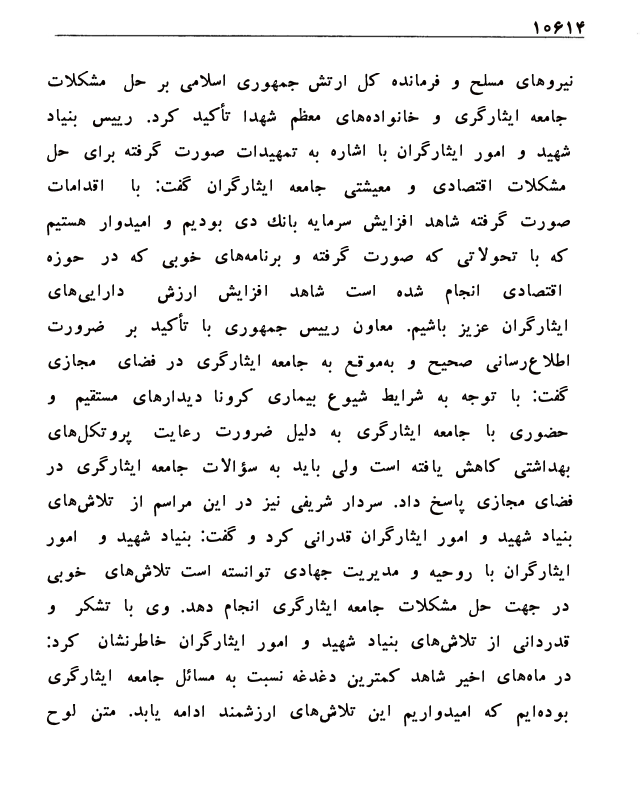 ۱۰۶۱۴
نیروهای مسلح و فرمانده کل ارتش جمهوری اسلامی بر حل مشکلات
جامعه ایثارگری و خانواده‌های معظم شهدا تأکید کرد. رییس بنیاد
شهید و امور ایثارگران با اشاره به تمهیدات صورت گرفته برای حل
مشکلات اقتصادی و معیشتی جامعه ایثارگران گفت: با اقدامات
صورت گرفته شاهد افزایش سرمایه بانک دی بودیم و امیدوار هستیم
که با تحولاتی که صورت گرفته و برنامه‌های خوبی که در حوزه
اقتصادی انجام شده است شاهد افزایش ارزش دارایی‌های
ایثارگران عزیز باشیم. معاون رییس جمهوری با تأکید بر ضرورت
اطلاع‌رسانی صحیح و به‌موقع به جامعه ایثارگری در فضای مجازی
گفت: با توجه به شرایط شیوع بیماری کرونا دیدارهای مستقیم و
حضوری با جامعه ایثارگری به دلیل ضرورت رعایت پروتکل‌های
بهداشتی کاهش یافته است ولی باید به سؤالات جامعه ایثارگری در
فضای مجازی پاسخ داد. سردار شریفی نیز در این مراسم از تلاش‌های
بنیاد شهید و امور ایثارگران قدرانی کرد و گفت: بنیاد شهید و امور
ایثارگران با روحیه و مدیریت جهادی توانسته است تلاش‌های خوبی
در جهت حل مشکلات جامعه ایثارگری انجام دهد. وی با تشکر و
قدردانی از تلاش‌های بنیاد شهید و امور ایثارگران خاطرنشان کرد:
در ماه‌های اخیر شاهد کمترین دغدغه نسبت به مسائل جامعه ایثارگری
بوده‌ایم که امیدواریم این تلاش‌های ارزشمند ادامه یابد. متن لوح